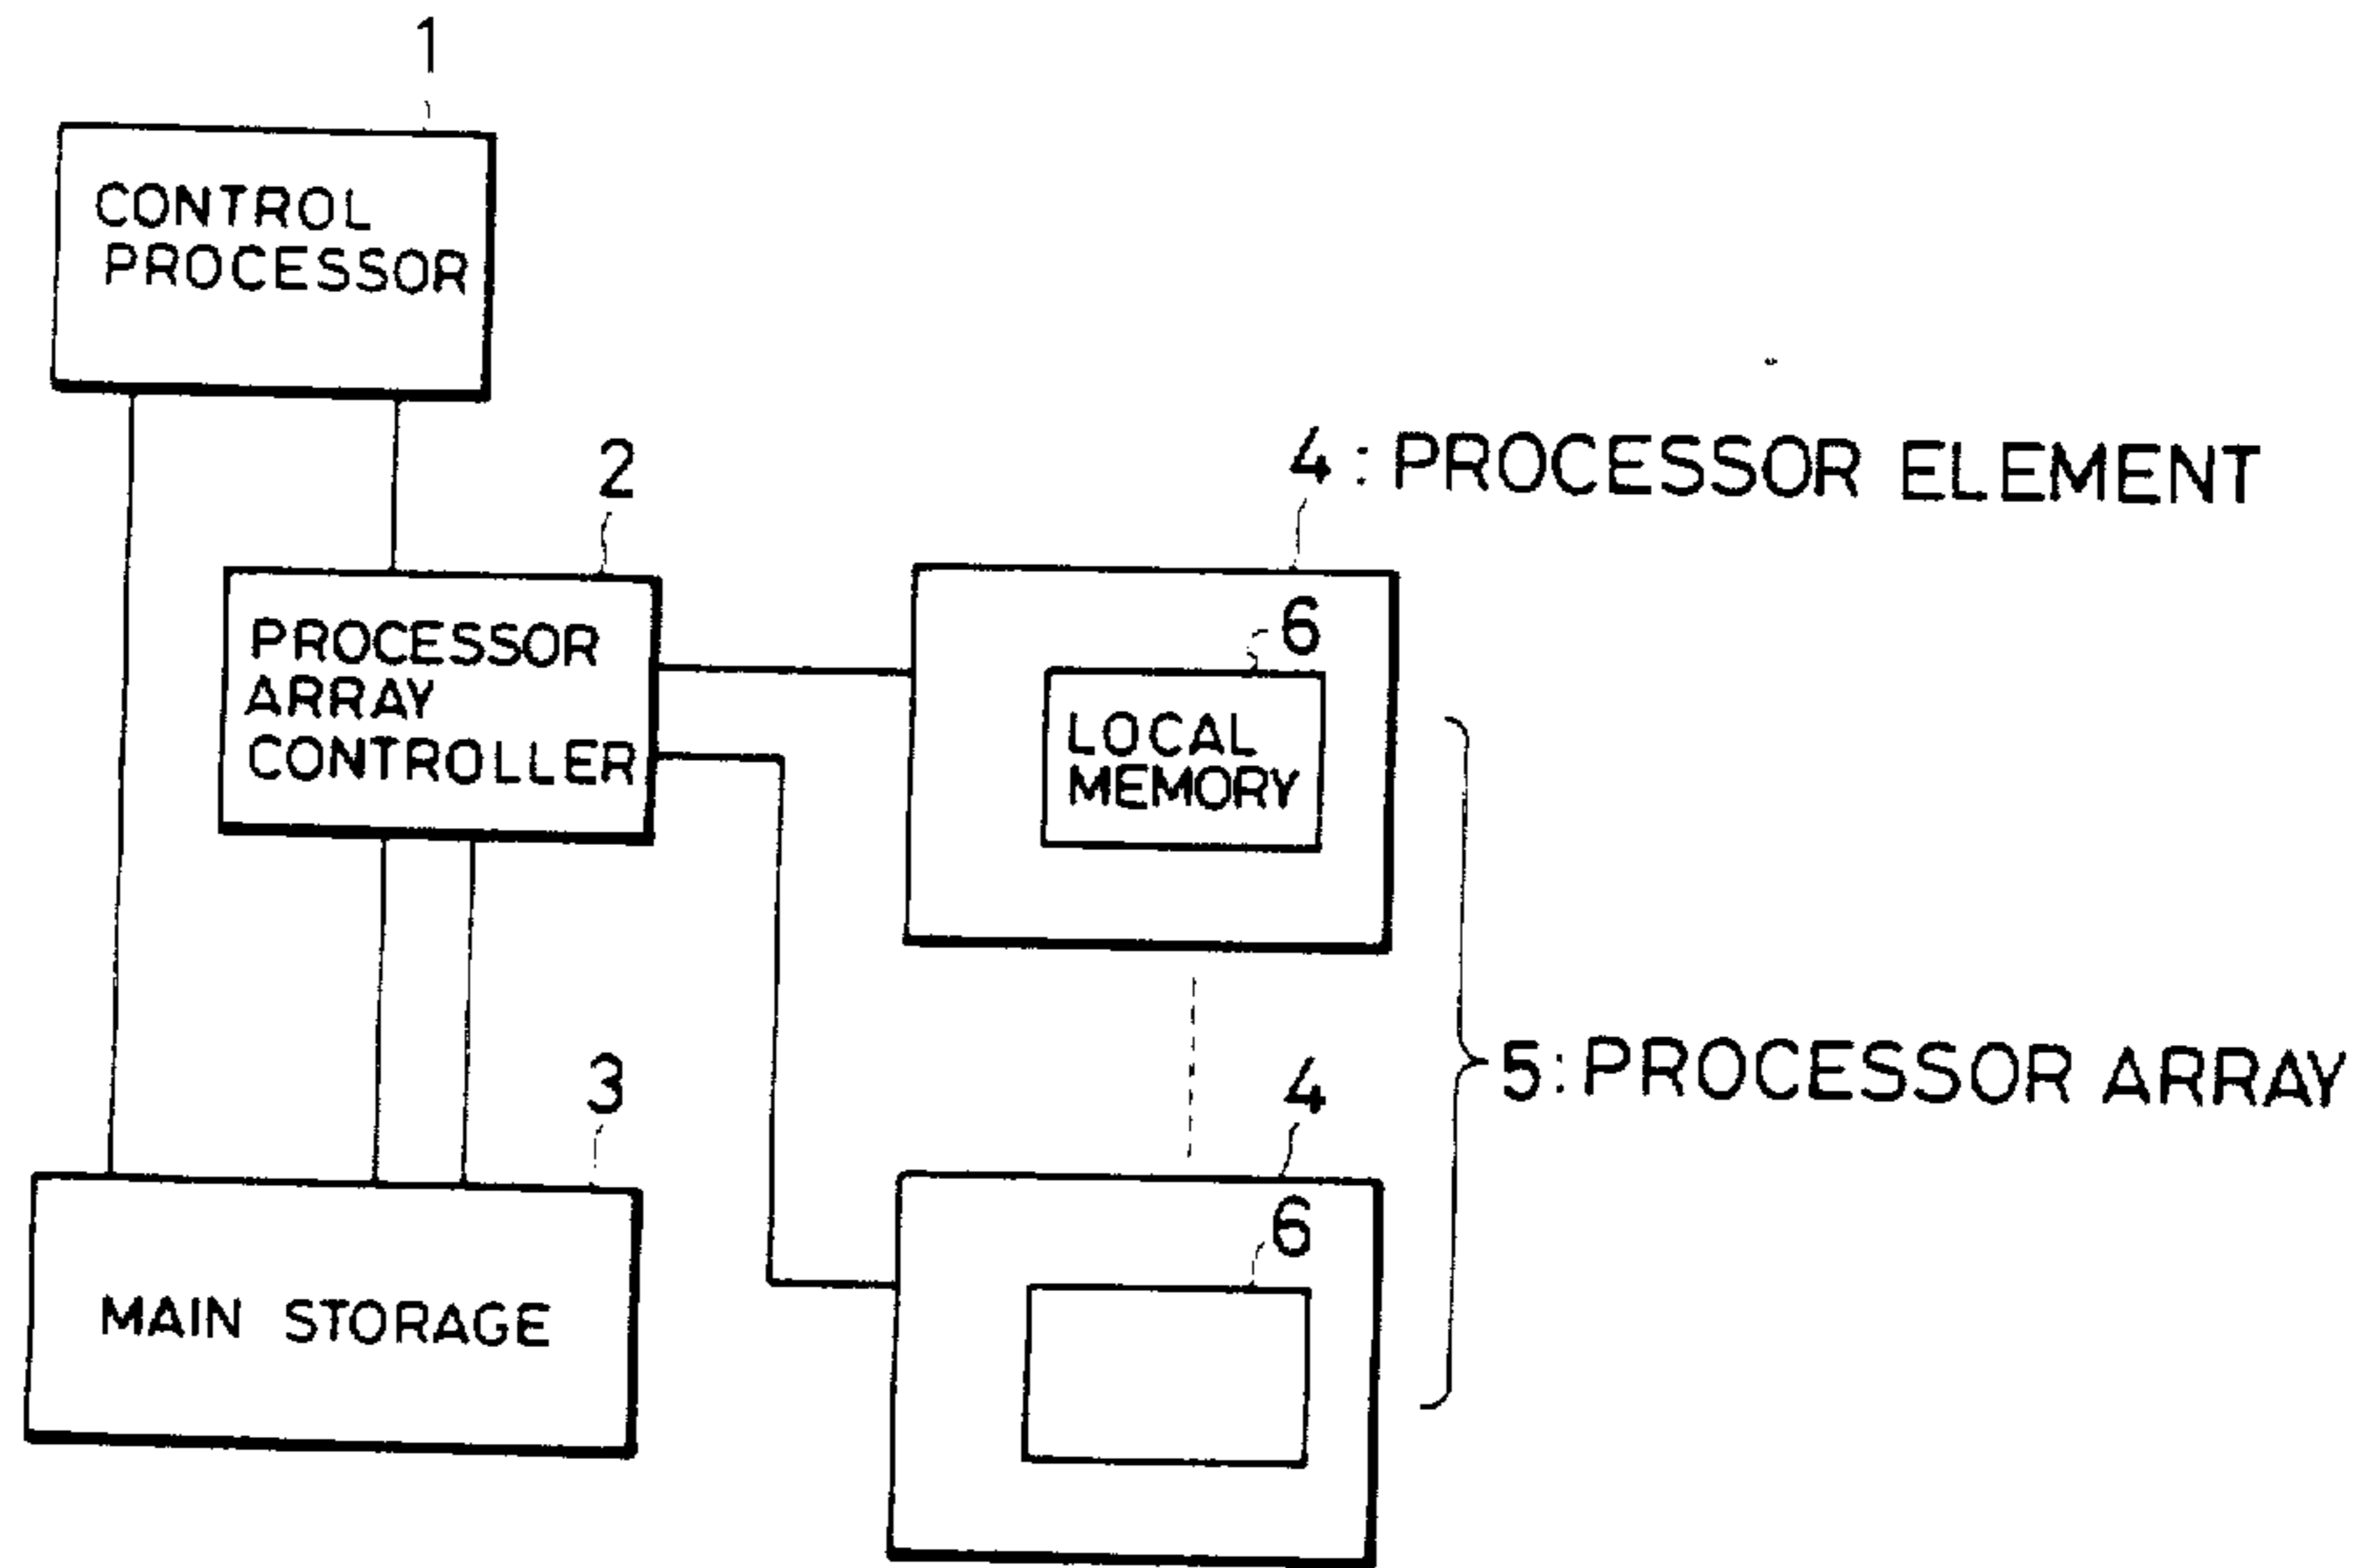 1
CONTROL
PROCESSOR
2
PROCESSOR
ARRAY
CONTROLLER
3
MAIN STORAGE
4 : PROCESSOR ELEMENT
6
LOCAL
MEMORY
5 : PROCESSOR ARRAY
4
6